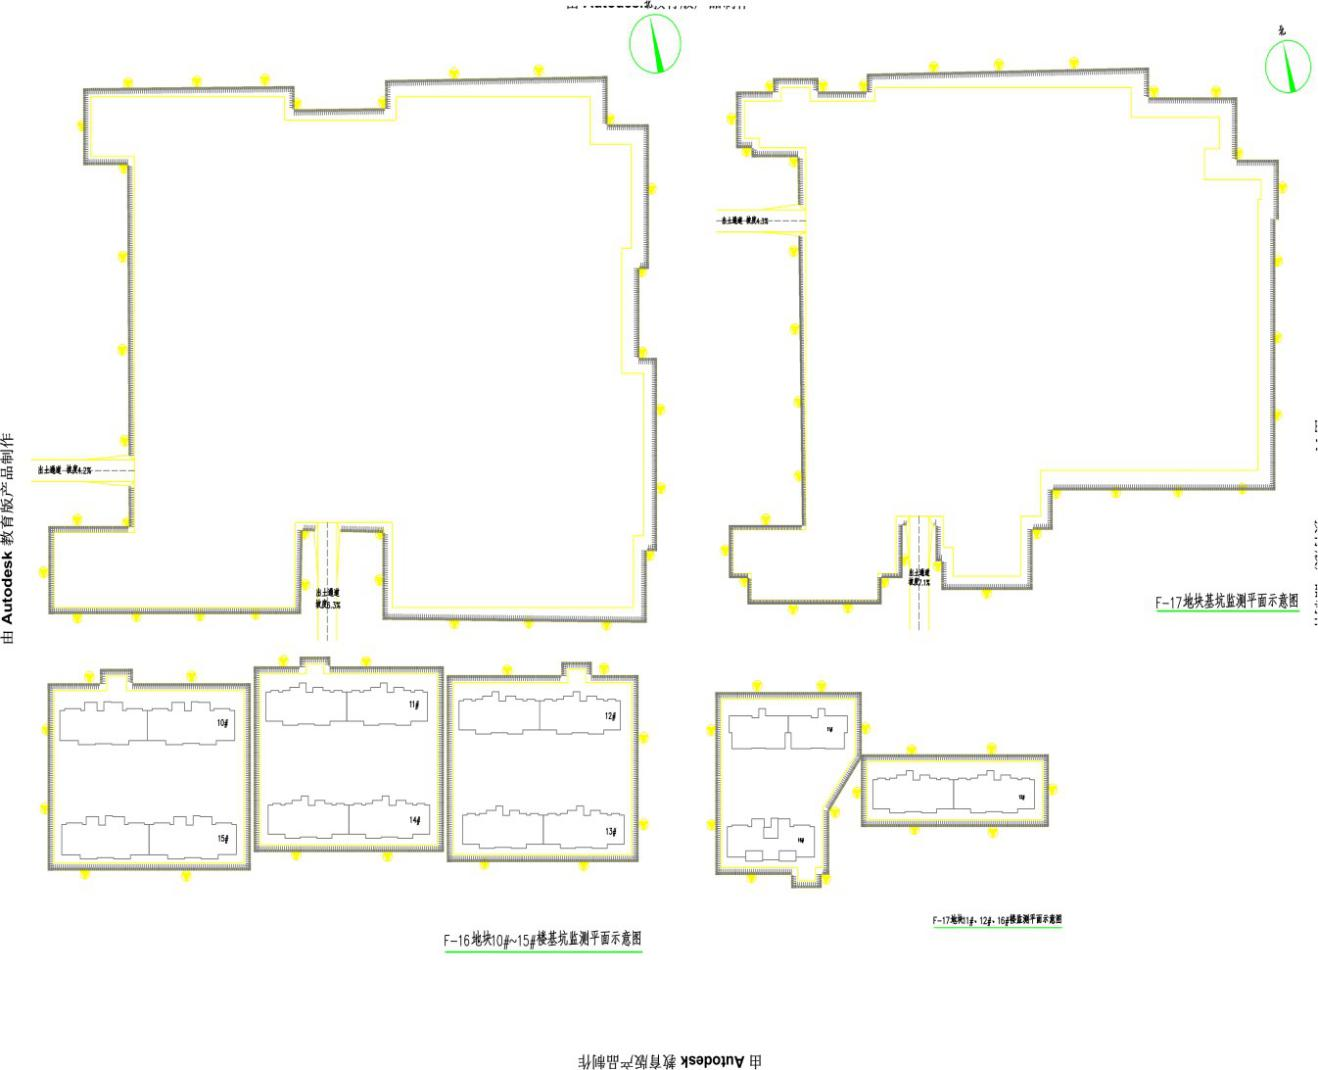 北
北
出土通道 坡度4.3%
出土通道 坡度4.2%
由 Autodesk 教育版产品制作
出土通道
坡度6.3%
出土通道
坡度7.1%
F-17地块基坑监测平面示意图
10#
11#
12#
15#
14#
13#
F-17地块11#、12#、16#楼监测平面示意图
F-16地块10#~15#楼基坑监测平面示意图
由 Autodesk 教育版产品制作